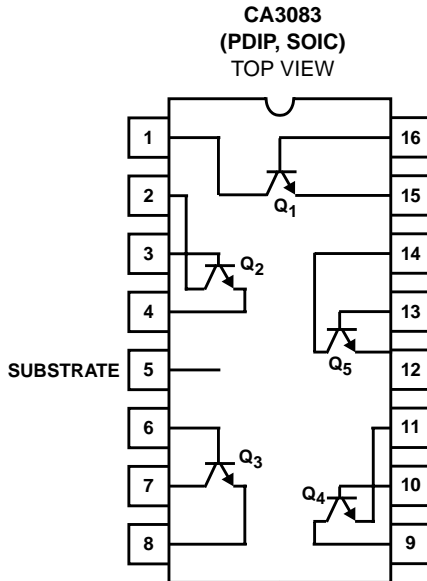 CA3083
(PDIP, SOIC)
TOP VIEW
1
16
2
15
Q1
3
14
Q2
4
13
SUBSTRATE
5
12
Q5
6
11
Q3
7
10
Q4
8
9